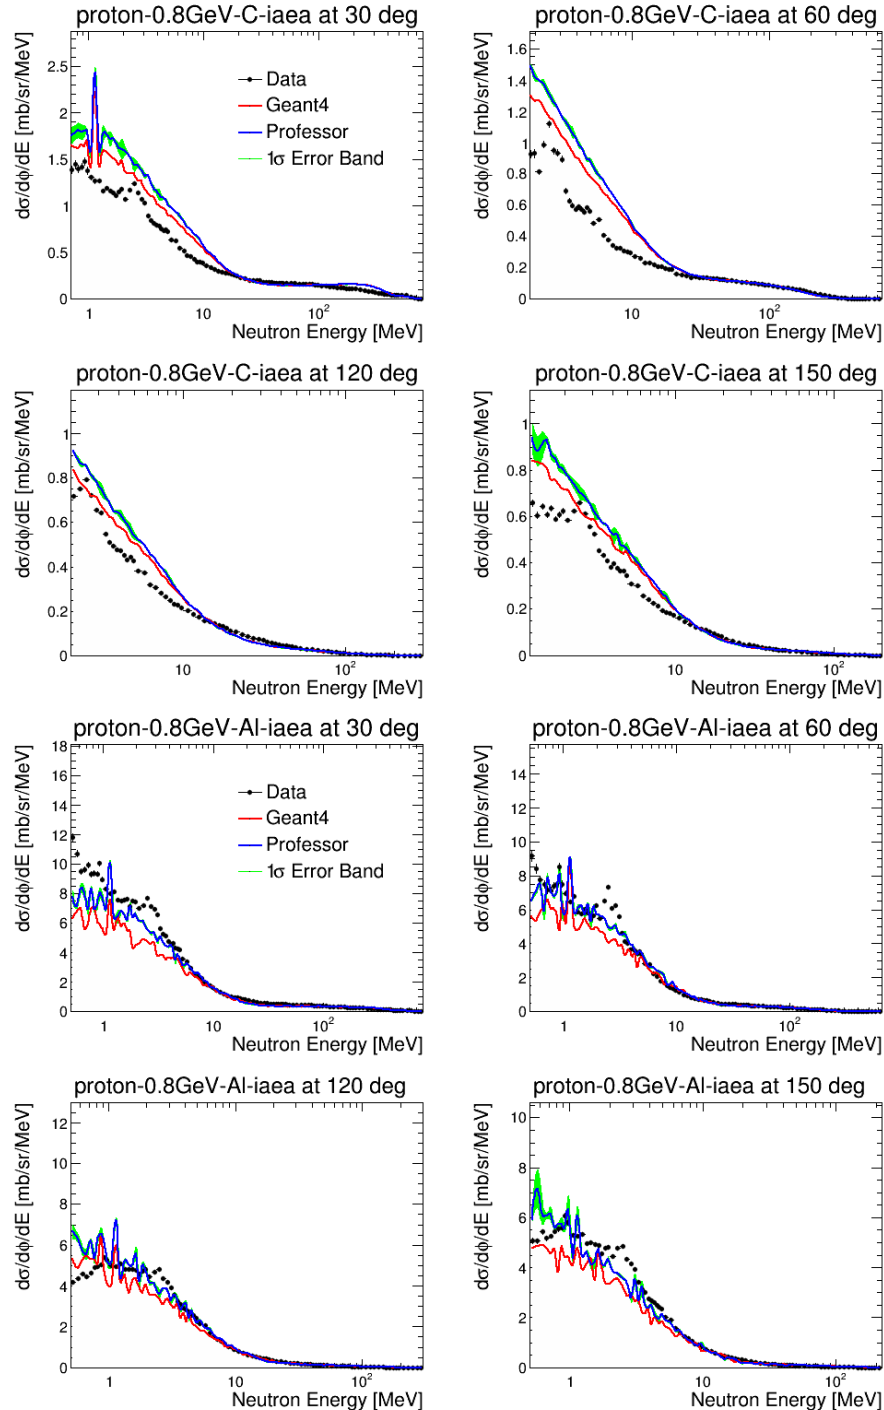 proton-0.8GeV-C-iaea at 30 deg
dσ/dϕ/dE [mb/sr/MeV]
2.5
2
1.5
1
0.5
0
Data
Geant4
Professor
1σ Error Band
1
10
10²
Neutron Energy [MeV]
proton-0.8GeV-C-iaea at 60 deg
dσ/dϕ/dE [mb/sr/MeV]
1.6
1.4
1.2
1
0.8
0.6
0.4
0.2
0
10
10²
Neutron Energy [MeV]
proton-0.8GeV-C-iaea at 120 deg
dσ/dϕ/dE [mb/sr/MeV]
1
0.8
0.6
0.4
0.2
0
10
10²
Neutron Energy [MeV]
proton-0.8GeV-C-iaea at 150 deg
dσ/dϕ/dE [mb/sr/MeV]
1
0.8
0.6
0.4
0.2
0
10
10²
Neutron Energy [MeV]
proton-0.8GeV-Al-iaea at 30 deg
dσ/dϕ/dE [mb/sr/MeV]
18
16
14
12
10
8
6
4
2
0
Data
Geant4
Professor
1σ Error Band
1
10
10²
Neutron Energy [MeV]
proton-0.8GeV-Al-iaea at 60 deg
dσ/dϕ/dE [mb/sr/MeV]
14
12
10
8
6
4
2
0
1
10
10²
Neutron Energy [MeV]
proton-0.8GeV-Al-iaea at 120 deg
dσ/dϕ/dE [mb/sr/MeV]
12
10
8
6
4
2
0
1
10
10²
Neutron Energy [MeV]
proton-0.8GeV-Al-iaea at 150 deg
dσ/dϕ/dE [mb/sr/MeV]
10
8
6
4
2
0
1
10
10²
Neutron Energy [MeV]